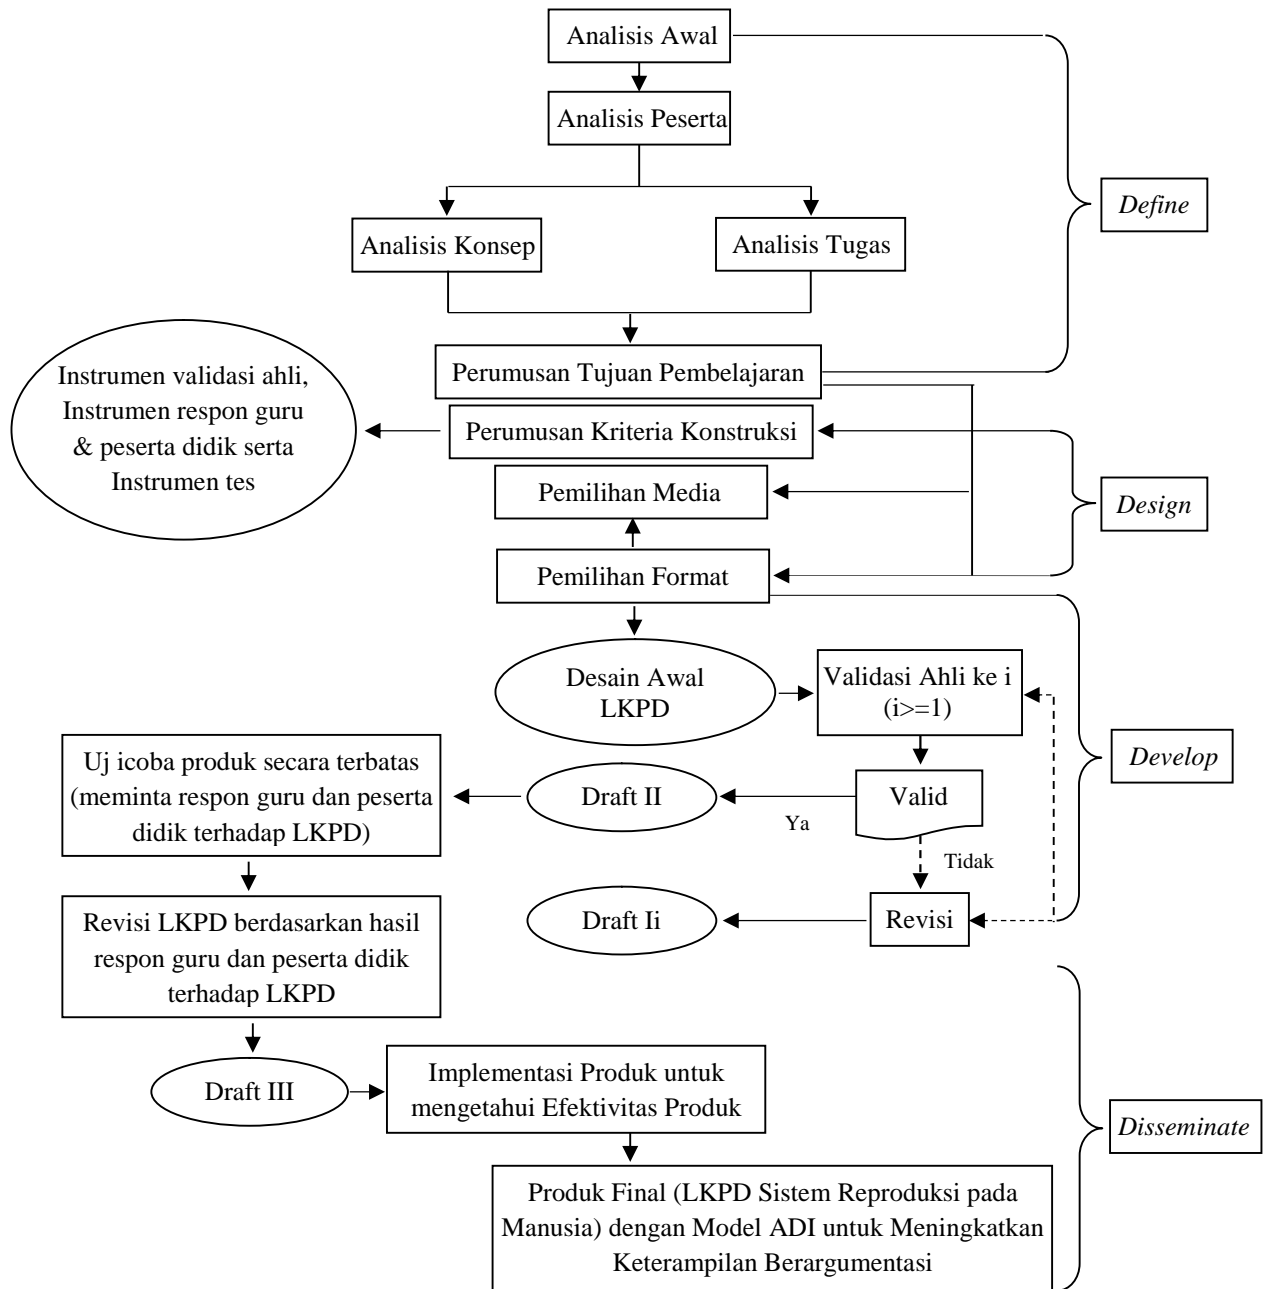 Analisis Awal
Analisis Peserta
Define
Analisis Konsep
Analisis Tugas
Perumusan Tujuan Pembelajaran
Instrumen validasi ahli,
Instrumen respon guru
& peserta didik serta
Instrumen tes
Perumusan Kriteria Konstruksi
Pemilihan Media
Design
Pemilihan Format
Desain Awal
LKPD
Validasi Ahli ke i
(i>=1)
Develop
Uj icoba produk secara terbatas
(meminta respon guru dan peserta
didik terhadap LKPD)
Draft II
Ya
Valid
Tidak
Revisi LKPD berdasarkan hasil
respon guru dan peserta didik
terhadap LKPD
Draft Ii
Revisi
Draft III
Implementasi Produk untuk
mengetahui Efektivitas Produk
Disseminate
Produk Final (LKPD Sistem Reproduksi pada
Manusia) dengan Model ADI untuk Meningkatkan
Keterampilan Berargumentasi